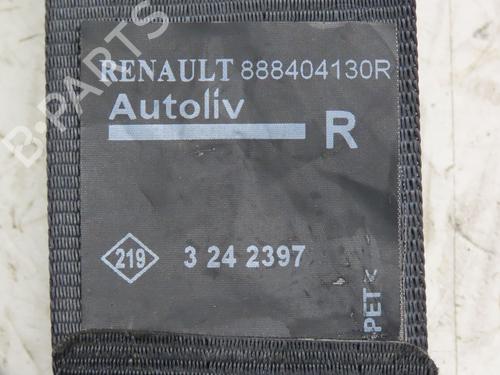 RENAULT 888404130R
Autoliv
R
219
3 24 2397
PET <
B-PARTS